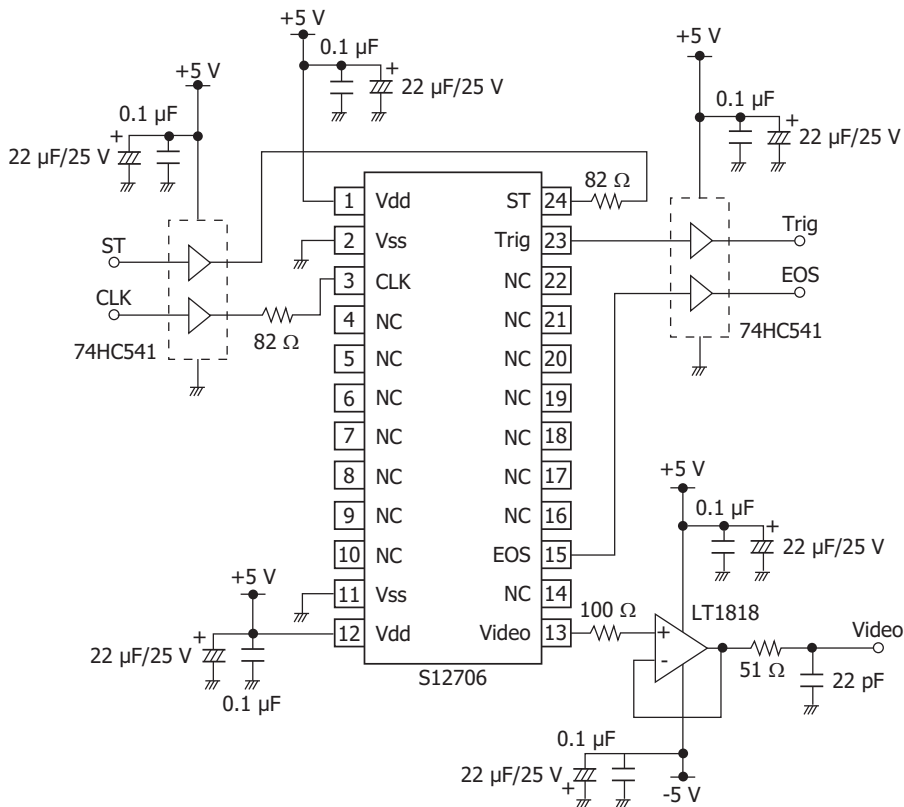 +5 V
0.1 µF
+
22 µF/25 V
+5 V
0.1 µF
+
22 µF/25 V
+5 V
0.1 µF
+
22 µF/25 V
ST
CLK
74HC541
82 Ω
82 Ω
1 Vdd
2 Vss
3 CLK
4 NC
5 NC
6 NC
7 NC
8 NC
9 NC
10 NC
11 Vss
12 Vdd
ST 24
Trig 23
NC 22
NC 21
NC 20
NC 19
NC 18
NC 17
NC 16
EOS 15
NC 14
Video 13
S12706
Trig
EOS
74HC541
+5 V
+
22 µF/25 V
0.1 µF
+5 V
0.1 µF
+
22 µF/25 V
100 Ω
LT1818
+
-
51 Ω
Video
22 pF
0.1 µF
22 µF/25 V
+
-5 V